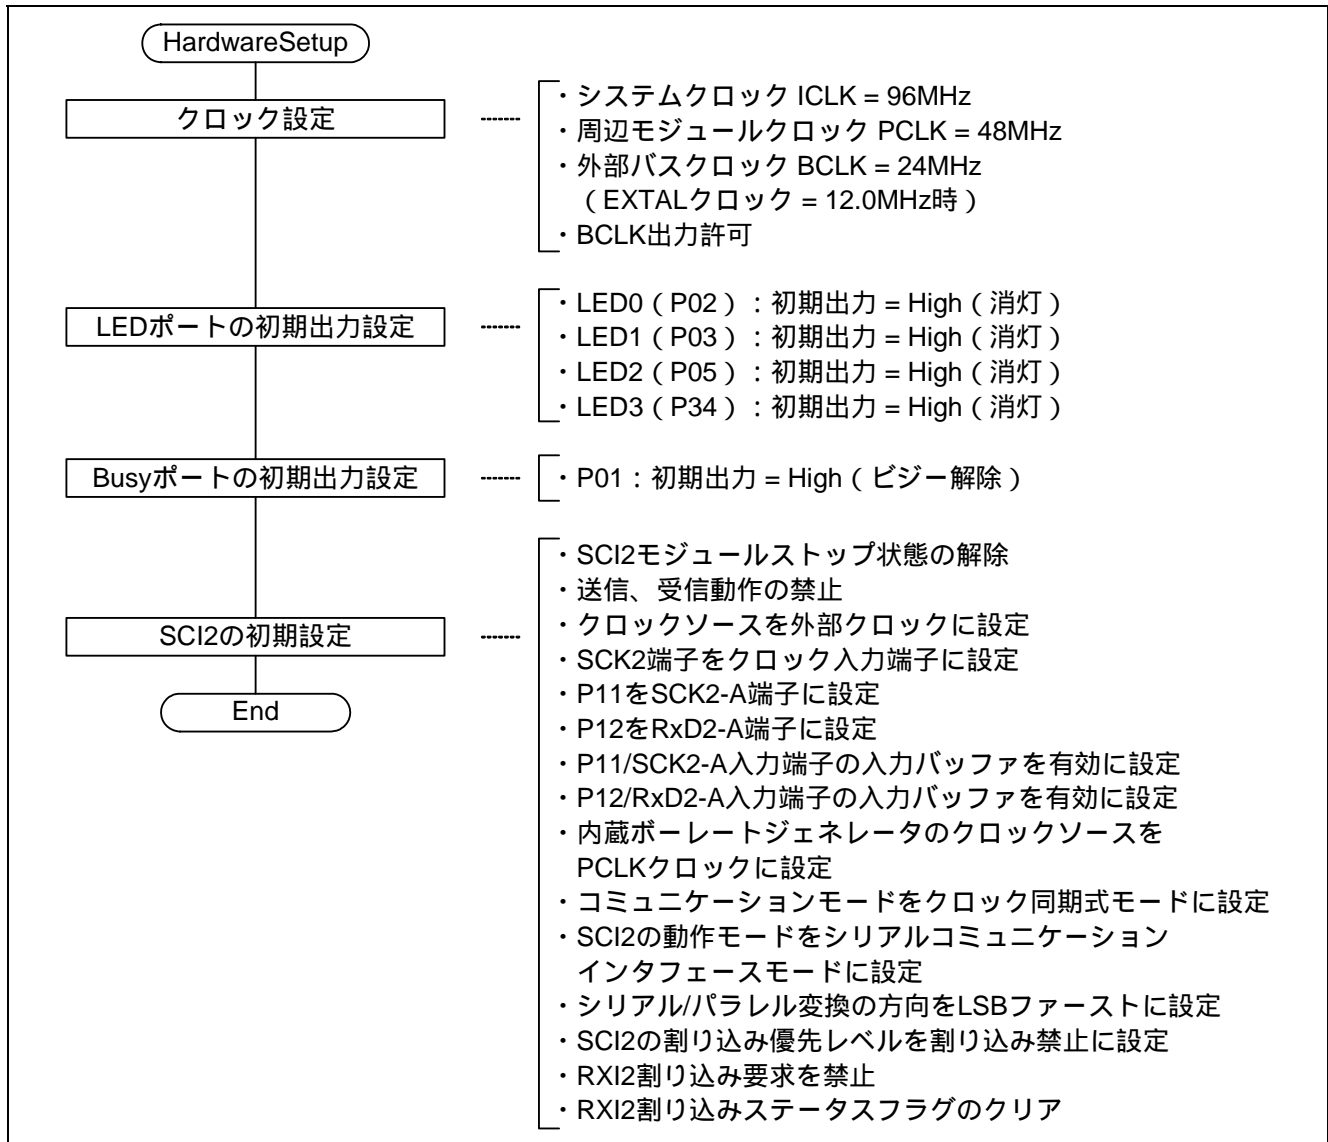 HardwareSetup
クロック設定
・システムクロック ICLK = 96MHz
・周辺モジュールクロック PCLK = 48MHz
・外部バスクロック BCLK = 24MHz
（EXTALクロック = 12.0MHz時）
・BCLK出力許可
LEDポートの初期出力設定
・LED0（P02）：初期出力 = High（消灯）
・LED1（P03）：初期出力 = High（消灯）
・LED2（P05）：初期出力 = High（消灯）
・LED3（P34）：初期出力 = High（消灯）
Busyポートの初期出力設定
・P01：初期出力 = High（ビジー解除）
SCI2の初期設定
・SCI2モジュールストップ状態の解除
・送信、受信動作の禁止
・クロックソースを外部クロックに設定
・SCK2端子をクロック入力端子に設定
・P11をSCK2-A端子に設定
・P12をRxD2-A端子に設定
・P11/SCK2-A入力端子の入力バッファを有効に設定
・P12/RxD2-A入力端子の入力バッファを有効に設定
・内蔵ボーレートジェネレータのクロックソースを
PCLKクロックに設定
・コミュニケーションモードをクロック同期式モードに設定
・SCI2の動作モードをシリアルコミュニケーション
インタフェースモードに設定
・シリアル/パラレル変換の方向をLSBファーストに設定
・SCI2の割り込み優先レベルを割り込み禁止に設定
・RXI2割り込み要求を禁止
・RXI2割り込みステータスフラグのクリア
End